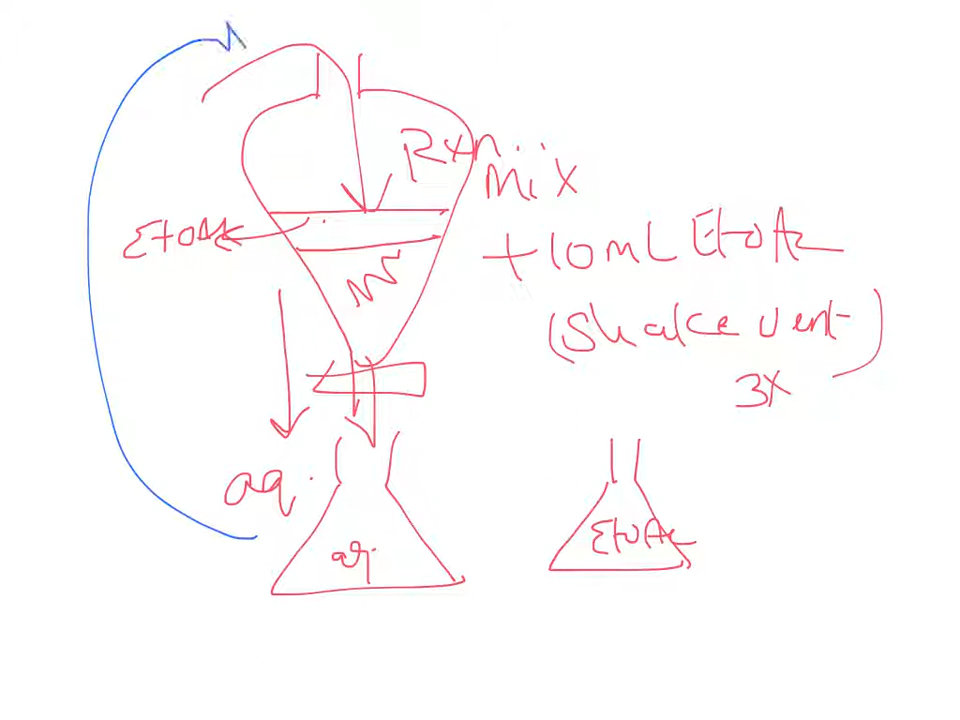 Rxn
mix
EtOAc
+10mL EtOAc
(Shake vent
3X
aq.
aq.
EtOAc